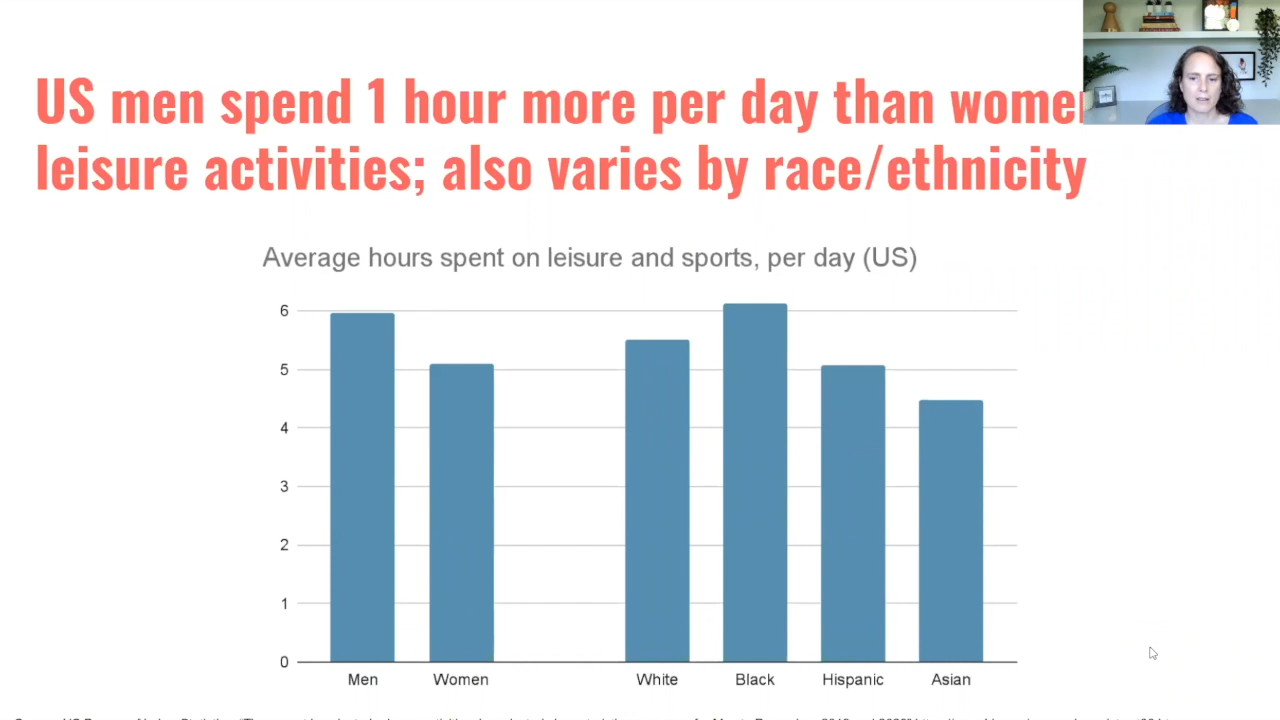 US men spend 1 hour more per day than women
leisure activities; also varies by race/ethnicity
Average hours spent on leisure and sports, per day (US)
6
5
4
3
2
1
0
Men Women White Black Hispanic Asian